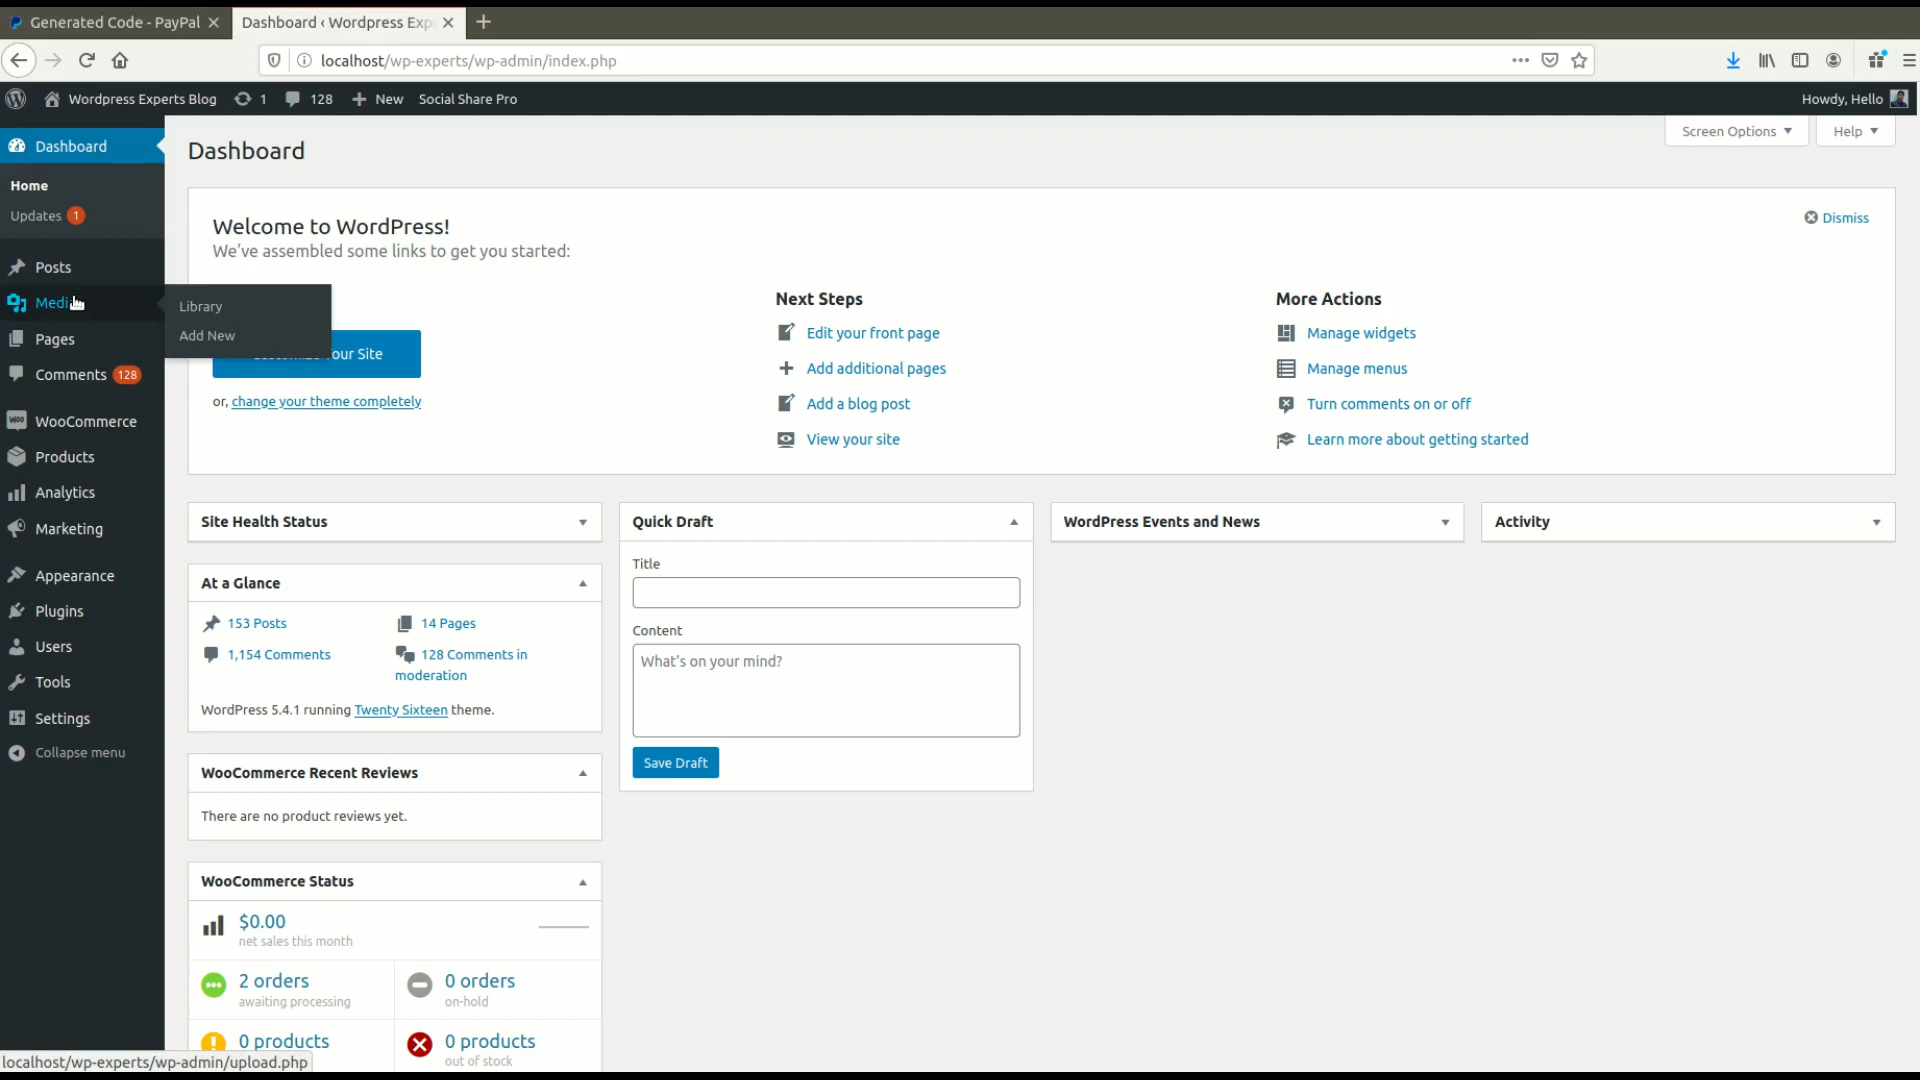 Generated Code - PayPal
Dashboard ‹ Wordpress Exp
localhost/wp-experts/wp-admin/index.php
Wordpress Experts Blog
1
128
New
Social Share Pro
Howdy, Hello
Dashboard
Home
Updates 1
Posts
Medi
Library
Add New
Pages
Comments 128
WooCommerce
Products
Analytics
Marketing
Appearance
Plugins
Users
Tools
Settings
Collapse menu
Dashboard
Screen Options
Help
Welcome to WordPress!
We've assembled some links to get you started:
Dismiss
our Site
or, change your theme completely
Next Steps
Edit your front page
Add additional pages
Add a blog post
View your site
More Actions
Manage widgets
Manage menus
Turn comments on or off
Learn more about getting started
Site Health Status
At a Glance
153 Posts
14 Pages
1,154 Comments
128 Comments in
moderation
WordPress 5.4.1 running Twenty Sixteen theme.
WooCommerce Recent Reviews
There are no product reviews yet.
WooCommerce Status
$0.00
net sales this month
2 orders
awaiting processing
0 orders
on-hold
0 products
0 products
out of stock
Quick Draft
Title
Content
What's on your mind?
Save Draft
WordPress Events and News
Activity
localhost/wp-experts/wp-admin/upload.php